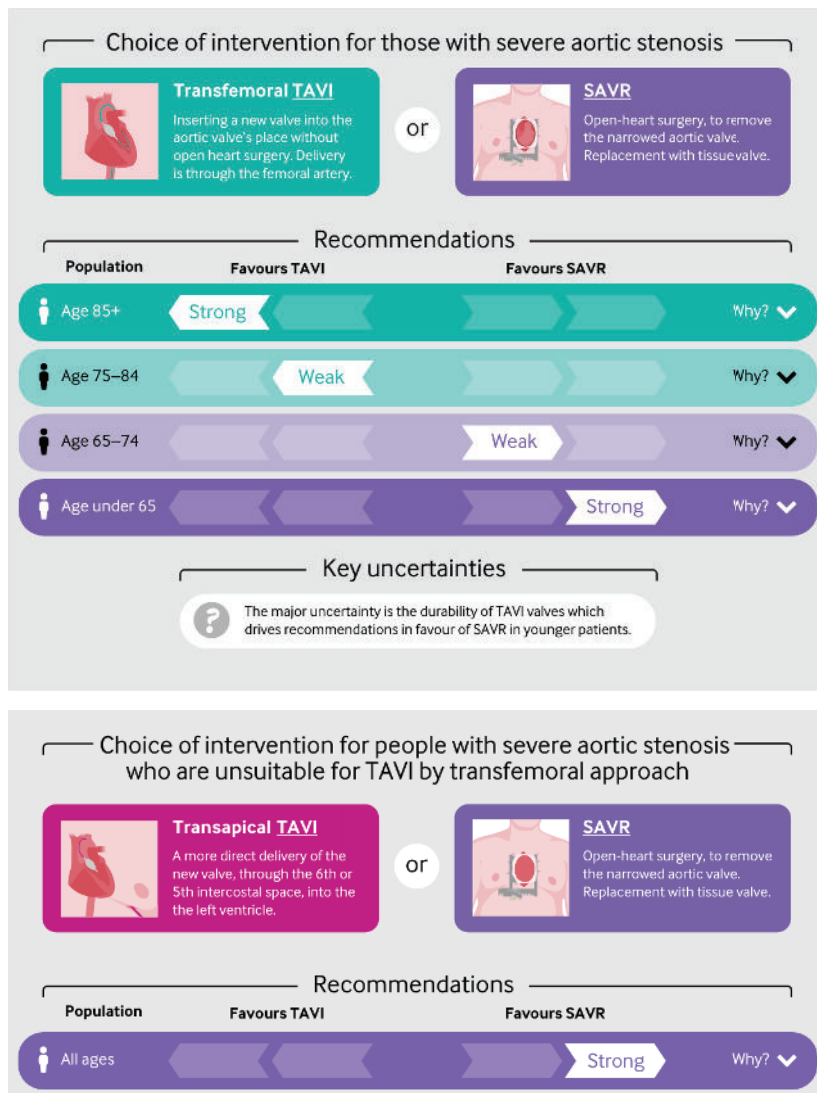 Choice of intervention for those with severe aortic stenosis
Transfemoral TAVI
Inserting a new valve into the
aortic valve's place without
open heart surgery. Delivery
is through the femoral artery.
or
SAVR
Open-heart surgery, to remove
the narrowed aortic valve.
Replacement with tissue valve.
Recommendations
Population Favours TAVI Favours SAVR
Age 85+ Strong Why?
Age 75–84 Weak Why?
Age 65–74 Weak Why?
Age under 65 Strong Why?
Key uncertainties
?
The major uncertainty is the durability of TAVI valves which
drives recommendations in favour of SAVR in younger patients.
Choice of intervention for people with severe aortic stenosis
who are unsuitable for TAVI by transfemoral approach
Transapical TAVI
A more direct delivery of the
new valve, through the 6th or
5th intercostal space, into the
the left ventricle.
or
SAVR
Open-heart surgery, to remove
the narrowed aortic valve.
Replacement with tissue valve.
Recommendations
Population Favours TAVI Favours SAVR
All ages Strong Why?